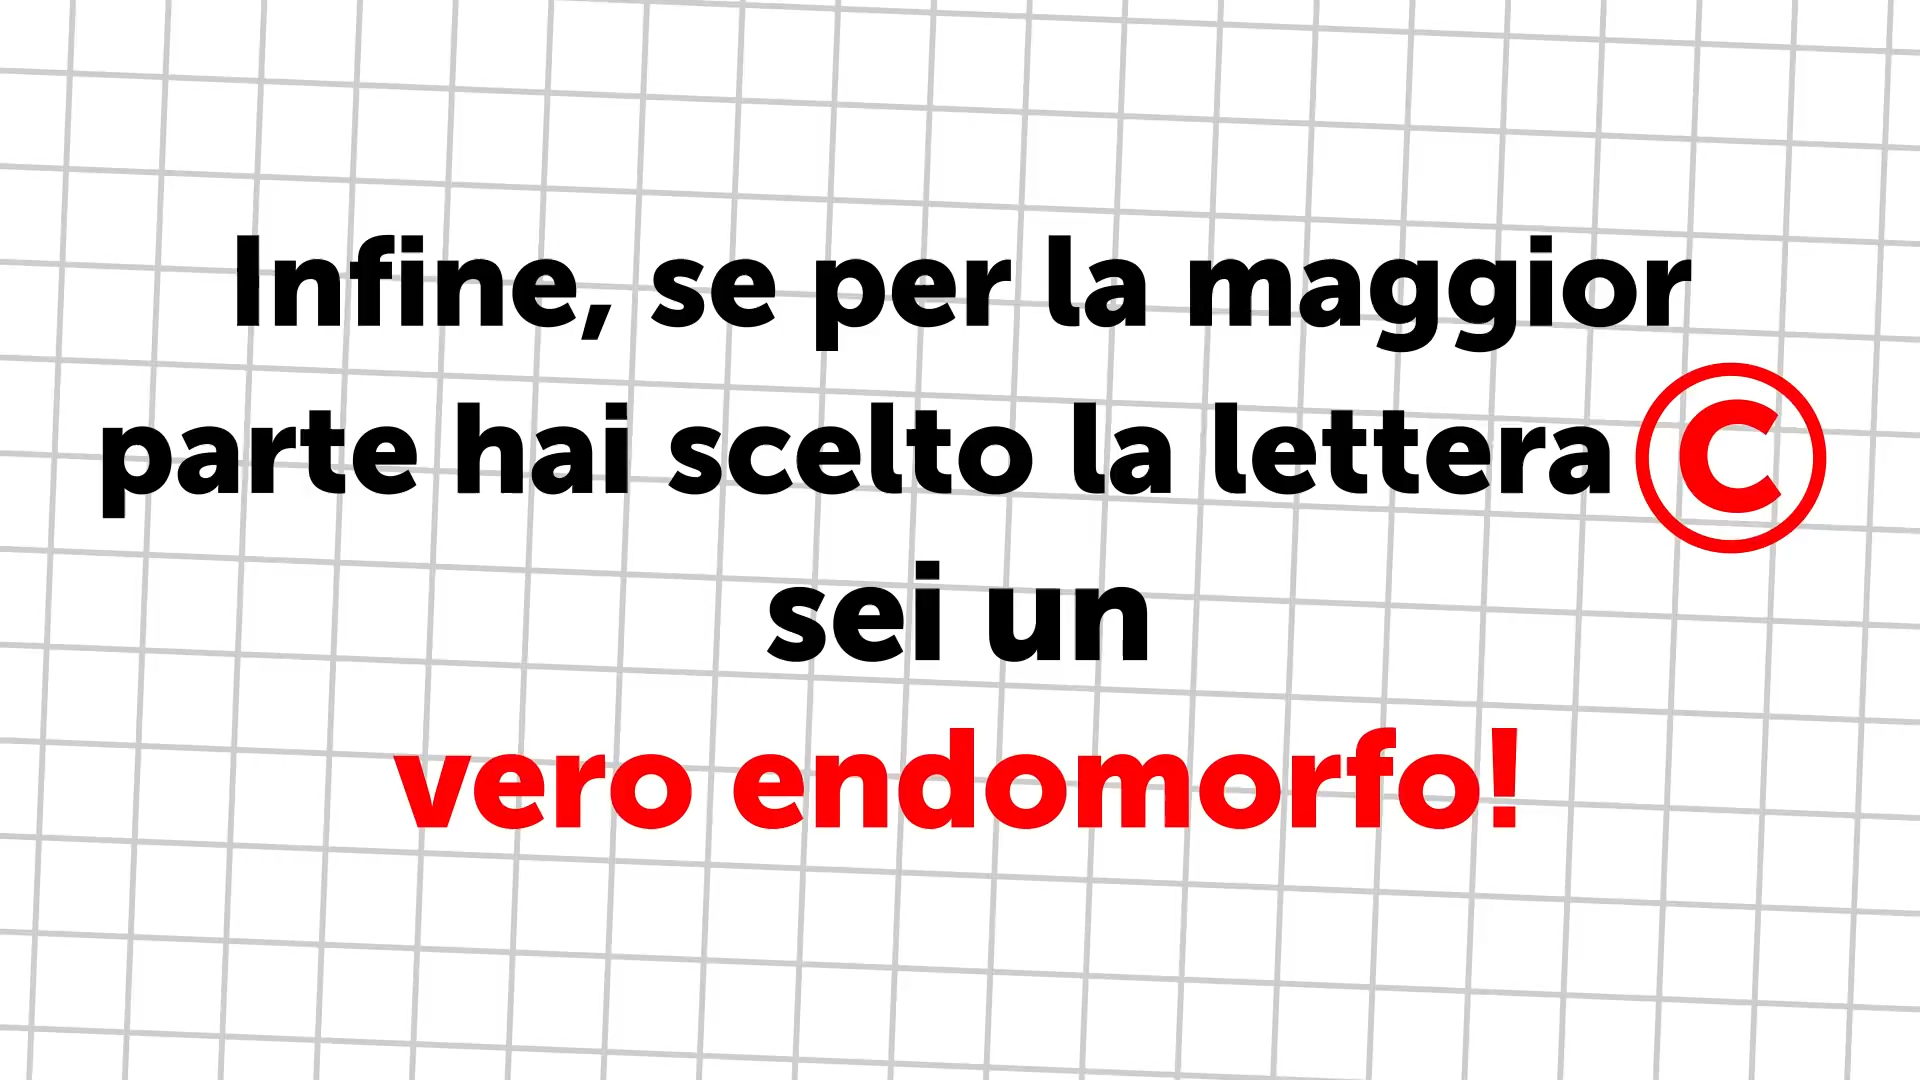 Infine, se per la maggior
parte hai scelto la lettera C
sei un
vero endomorfo!